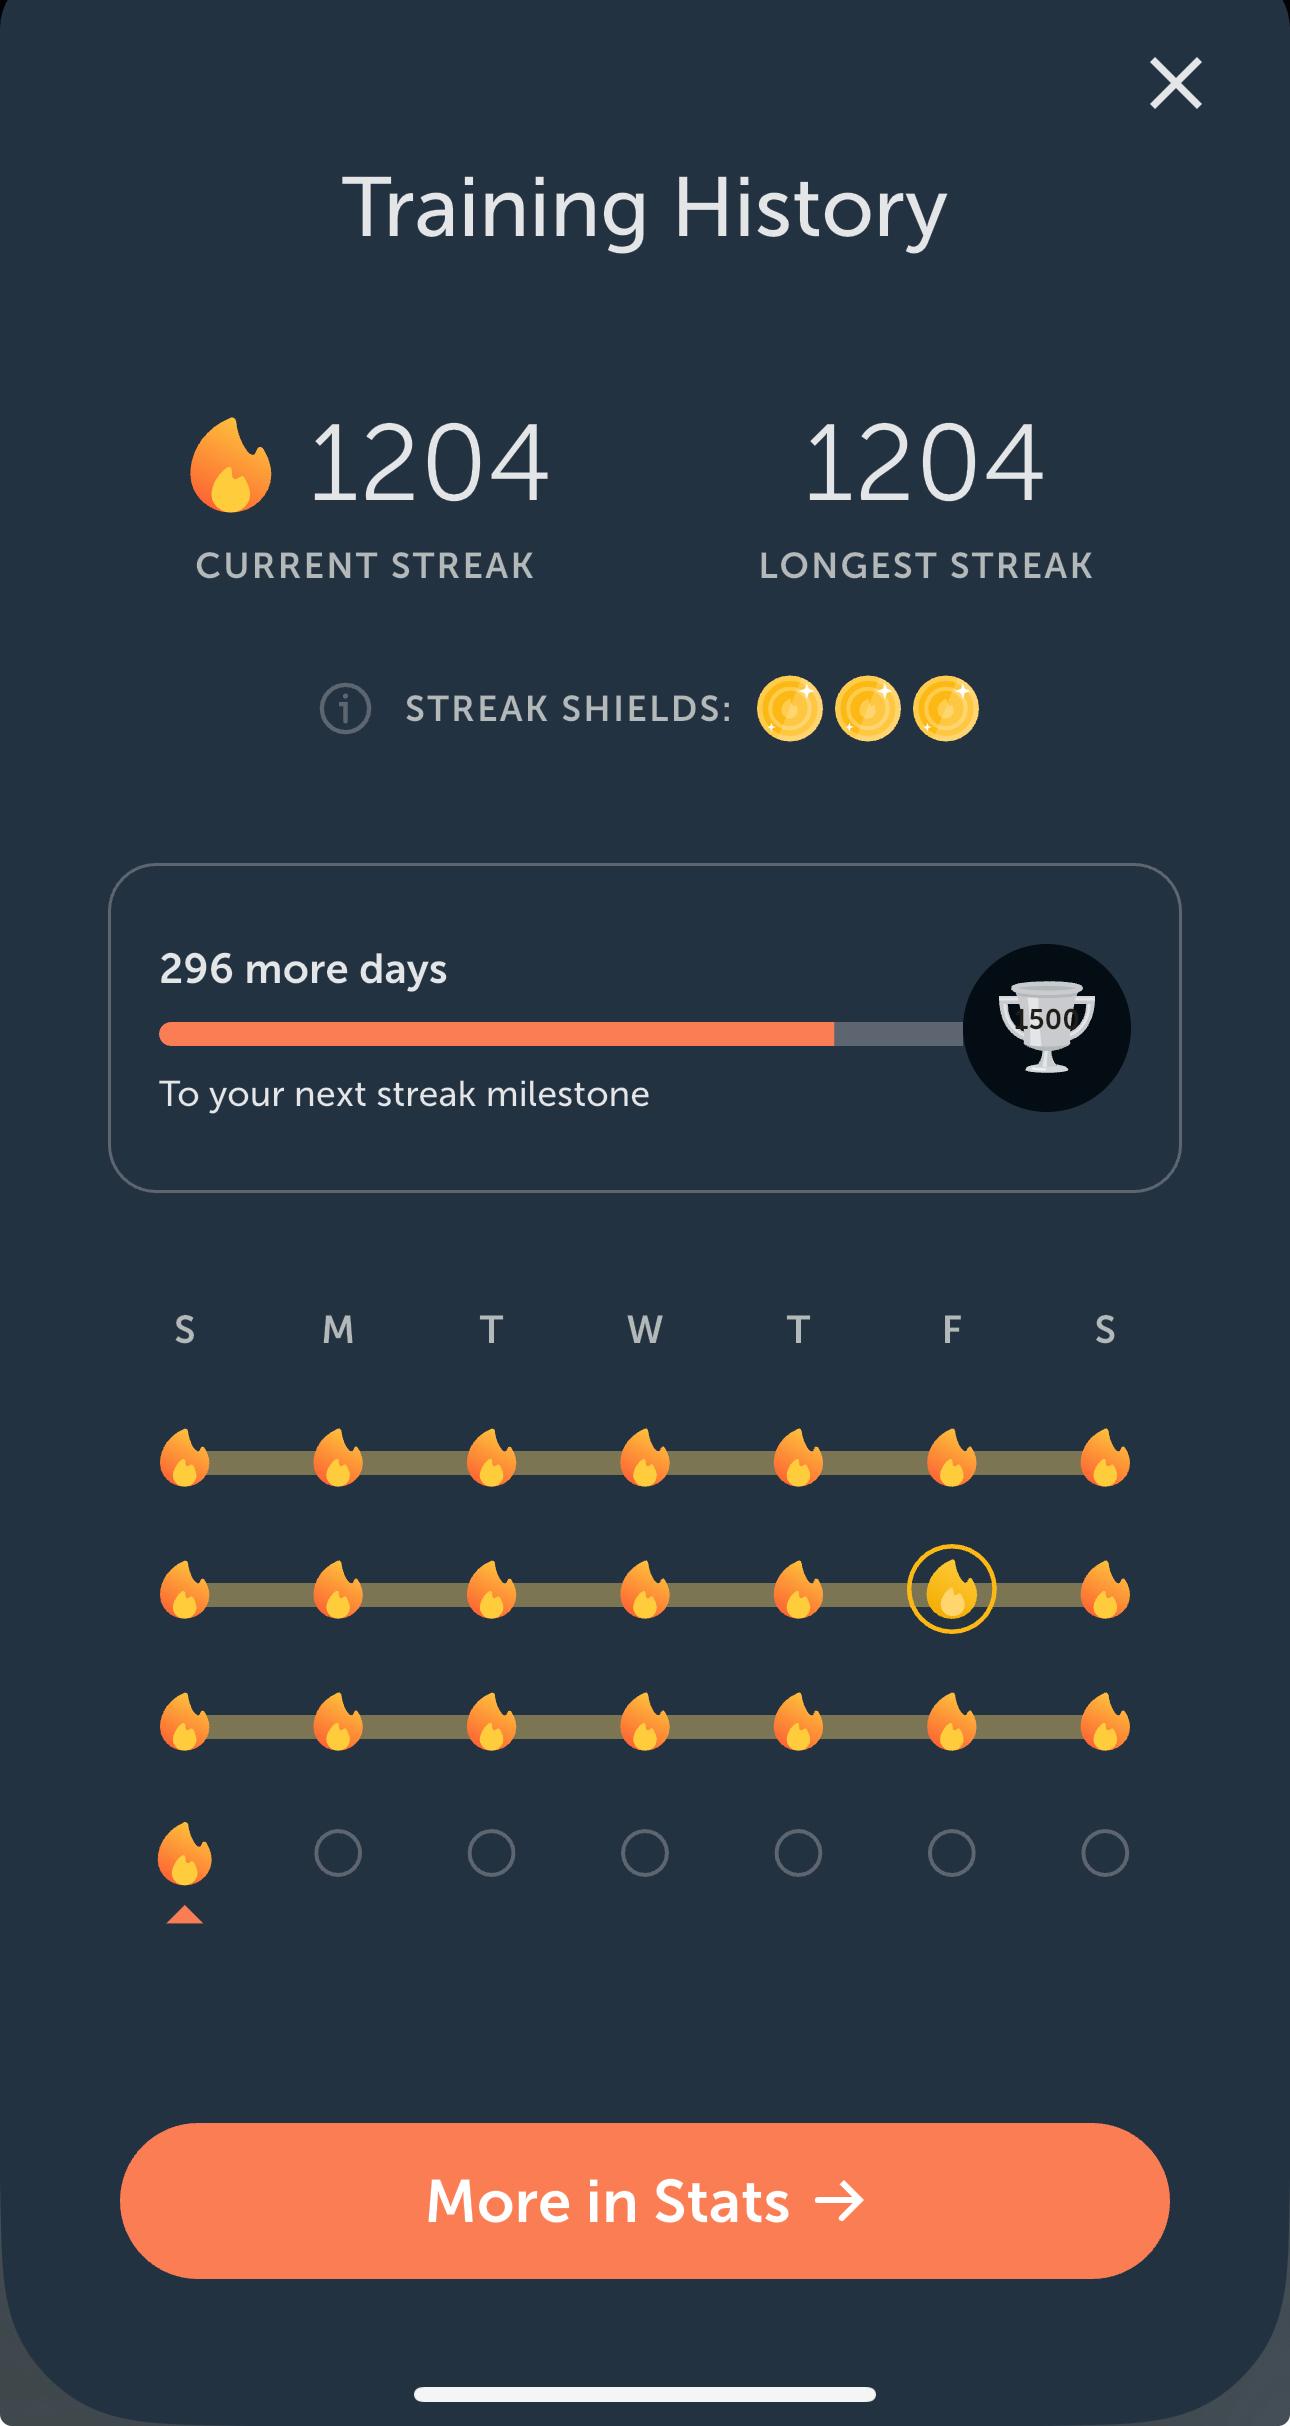 Training History
1204 1204
CURRENT STREAK LONGEST STREAK
STREAK SHIELDS:
296 more days
1500
To your next streak milestone
S M T W T F S
More in Stats →